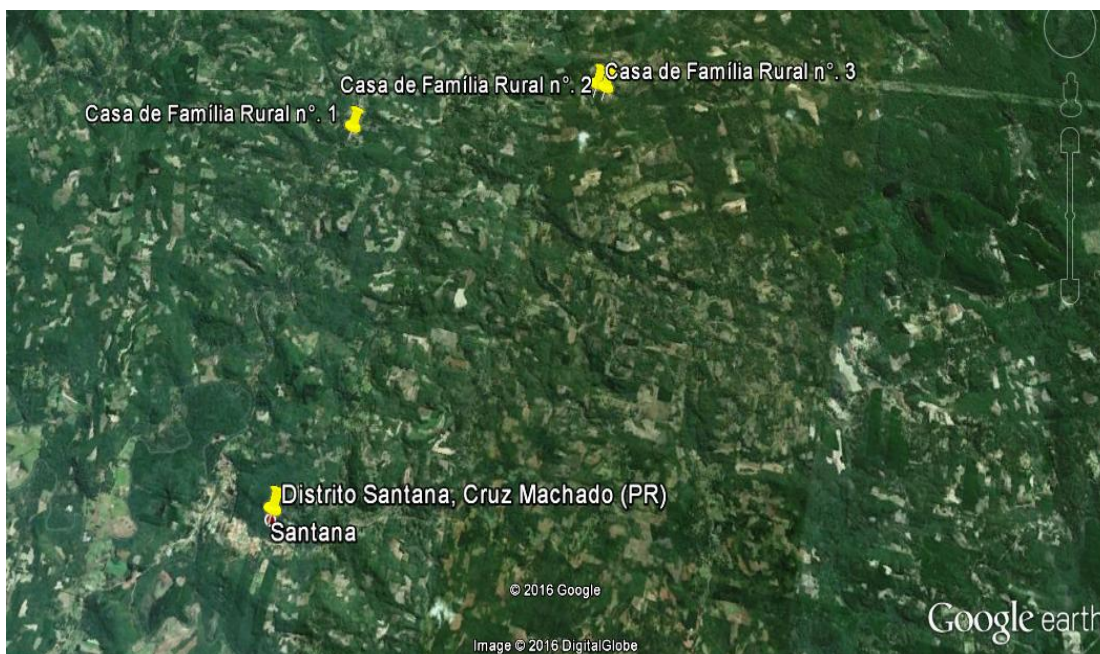 Casa de Família Rural n°. 3
Casa de Família Rural n°. 2
Casa de Família Rural n°. 1
Distrito Santana, Cruz Machado (PR)
Santana
© 2016 Google
Google earth
Image © 2016 DigitalGlobe